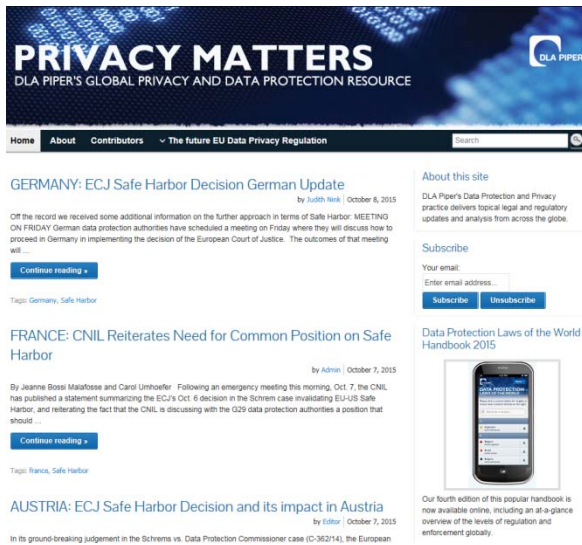 PRIVACY MATTERS
DLA PIPER'S GLOBAL PRIVACY AND DATA PROTECTION RESOURCE
DLA PIPER
Home About Contributors The future EU Data Privacy Regulation Search
GERMANY: ECJ Safe Harbor Decision German Update
by Judith Nink | October 8, 2015
Off the record we received some additional information on the further approach in terms of Safe Harbor: MEETING
ON FRIDAY German data protection authorities have scheduled a meeting on Friday where they will discuss how to
proceed in Germany in implementing the decision of the European Court of Justice. The outcomes of that meeting
will ...
Continue reading »
Tags: Germany, Safe Harbor
FRANCE: CNIL Reiterates Need for Common Position on Safe
Harbor
by Admin | October 7, 2015
By Jeanne Bossi Malafosse and Carol Umhoefer Following an emergency meeting this morning, Oct. 7, the CNIL
has published a statement summarizing the ECJ's Oct. 6 decision in the Schrem case invalidating EU-US Safe
Harbor, and reiterating the fact that the CNIL is discussing with the G29 data protection authorities a position that
should ...
Continue reading »
Tags: france, Safe Harbor
AUSTRIA: ECJ Safe Harbor Decision and its impact in Austria
by Editor | October 7, 2015
In its ground-breaking judgement in the Schrems vs. Data Protection Commissioner case (C-362/14), the European
About this site
DLA Piper's Data Protection and Privacy
practice delivers topical legal and regulatory
updates and analysis from across the globe.
Subscribe
Your email:
Enter email address...
Subscribe Unsubscribe
Data Protection Laws of the World
Handbook 2015
DATA PROTECTION
LAWS OF THE WORLD
Our fourth edition of this popular handbook is
now available online, including an at-a-glance
overview of the levels of regulation and
enforcement globally.